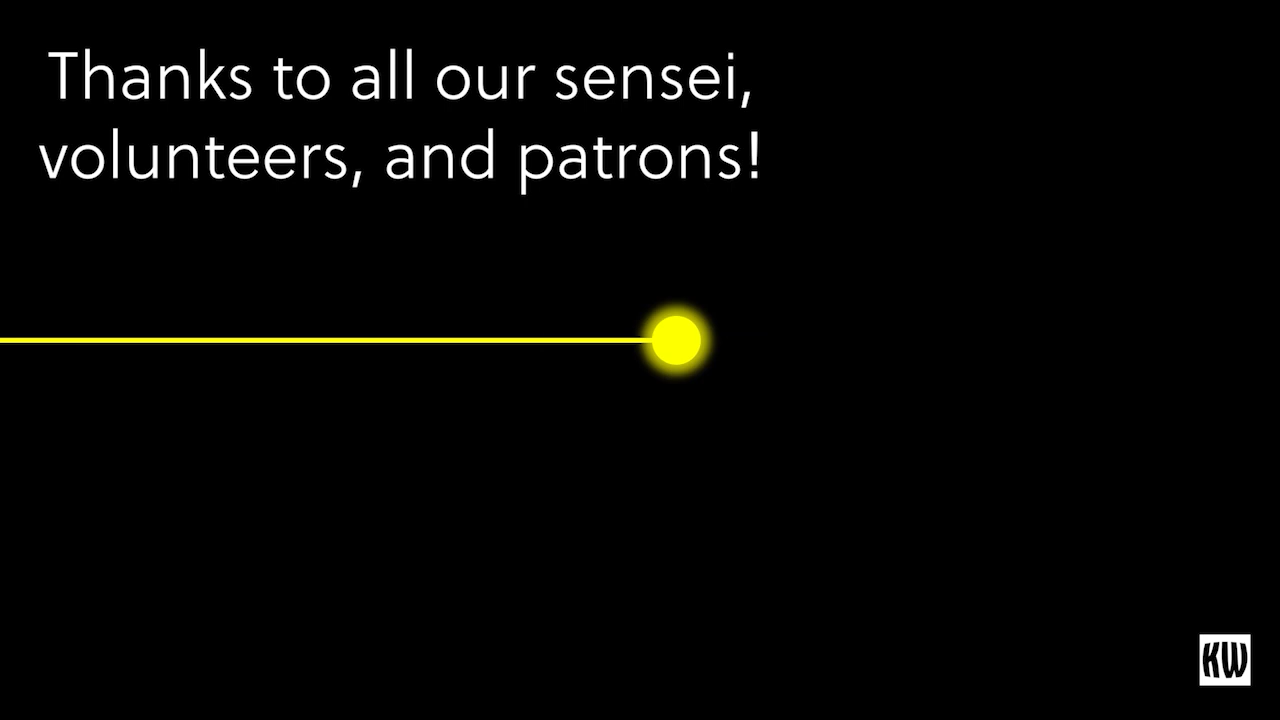 Thanks to all our sensei,
volunteers, and patrons!
KW